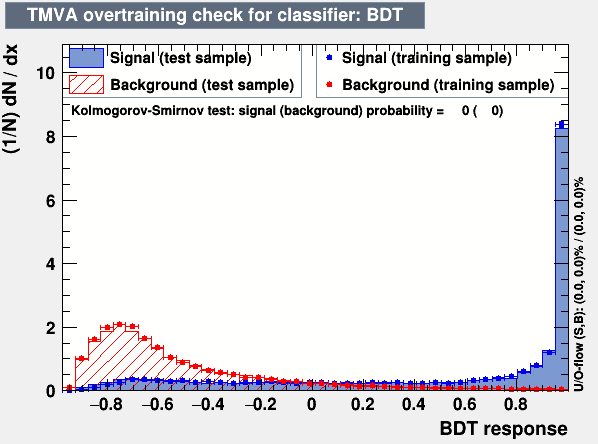 TMVA overtraining check for classifier: BDT
(1/N) dN / dx
Signal (test sample)
Background (test sample)
Signal (training sample)
Background (training sample)
Kolmogorov-Smirnov test: signal (background) probability = 0 ( 0)
10
8
6
4
2
0
-0.8 -0.6 -0.4 -0.2 0 0.2 0.4 0.6 0.8
BDT response
U/O-flow (S,B): (0.0, 0.0)% / (0.0, 0.0)%